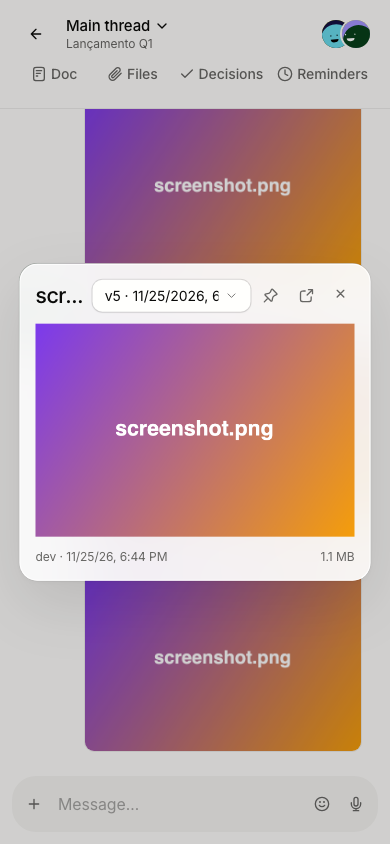 Main thread
Lançamento Q1
Doc
Files
Decisions
Reminders
screenshot.png
scr...
v5 · 11/25/2026, 6
screenshot.png
dev · 11/25/26, 6:44 PM
1.1 MB
screenshot.png
Message...